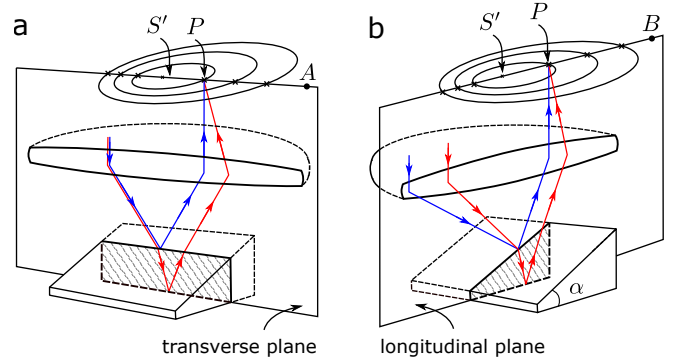 a
S′
P
A
transverse plane
b
S′
P
B
α
longitudinal plane